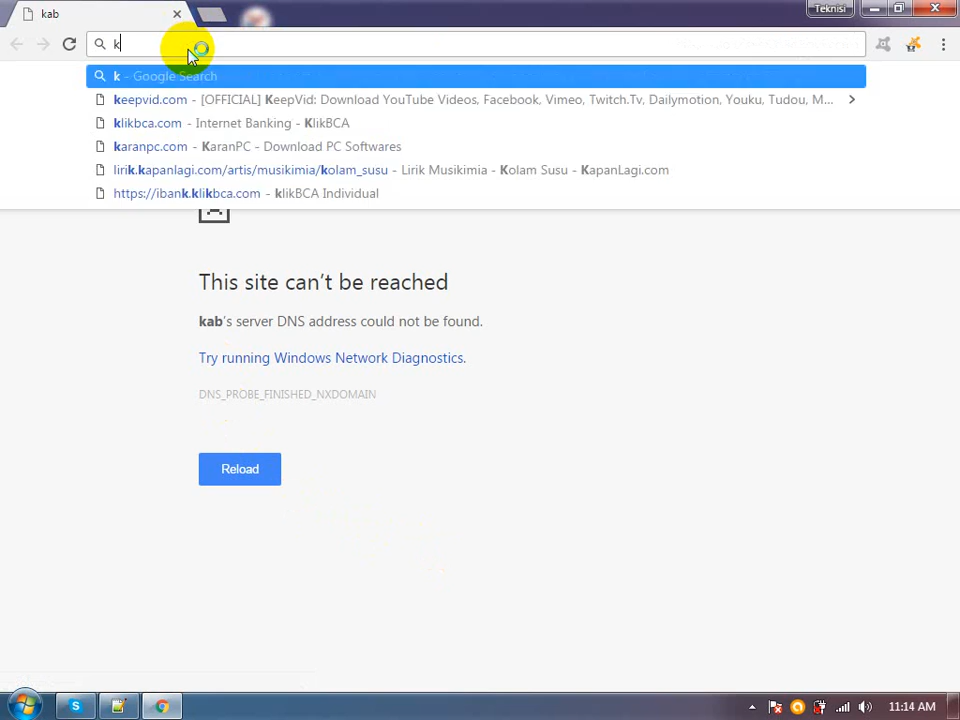 kab
Teknisi
k
k - Google Search
keepvid.com - [OFFICIAL] KeepVid: Download YouTube Videos, Facebook, Vimeo, Twitch.Tv, Dailymotion, Youku, Tudou, M...
klikbca.com - Internet Banking - KlikBCA
karanpc.com - KaranPC - Download PC Softwares
lirik.kapanlagi.com/artis/musikimia/kolam_susu - Lirik Musikimia - Kolam Susu - KapanLagi.com
https://ibank.klikbca.com - klikBCA Individual
This site can't be reached
kab's server DNS address could not be found.
Try running Windows Network Diagnostics.
DNS_PROBE_FINISHED_NXDOMAIN
Reload
11:14 AM